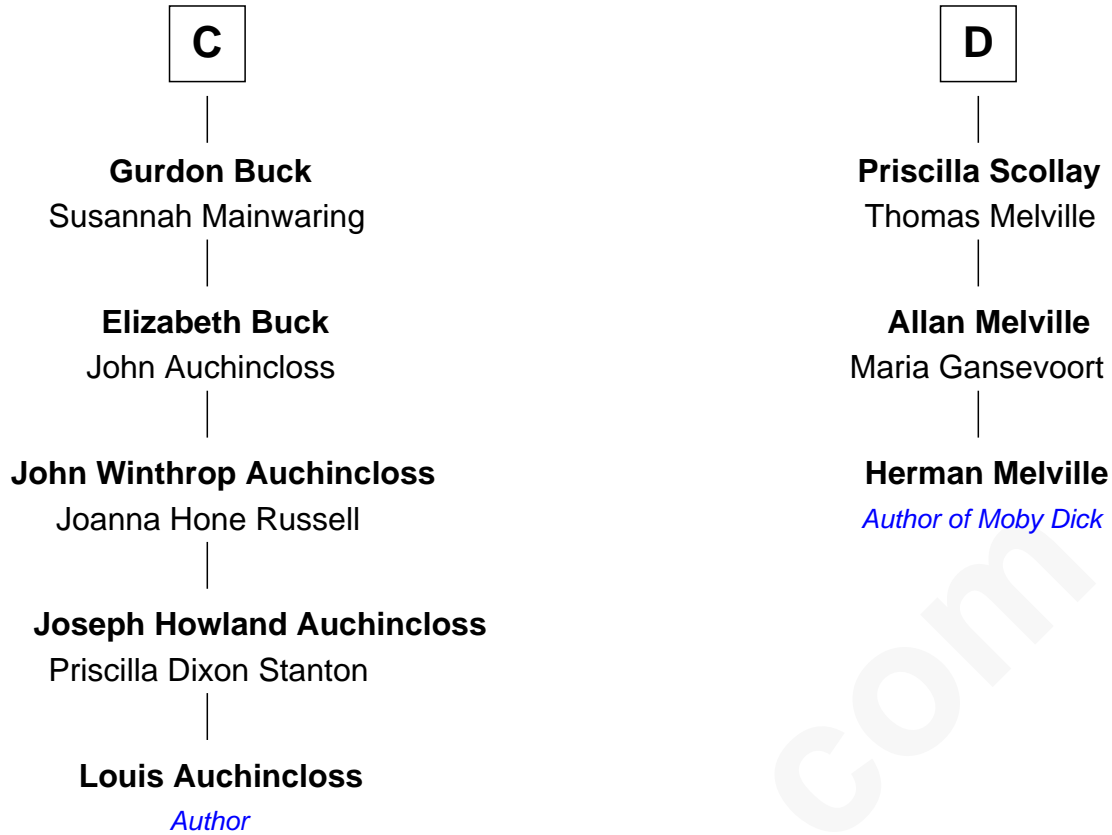 C
Gurdon Buck
Susannah Mainwaring
Elizabeth Buck
John Auchincloss
John Winthrop Auchincloss
Joanna Hone Russell
Joseph Howland Auchincloss
Priscilla Dixon Stanton
Louis Auchincloss
Author
D
Priscilla Scollay
Thomas Melville
Allan Melville
Maria Gansevoort
Herman Melville
Author of Moby Dick
com